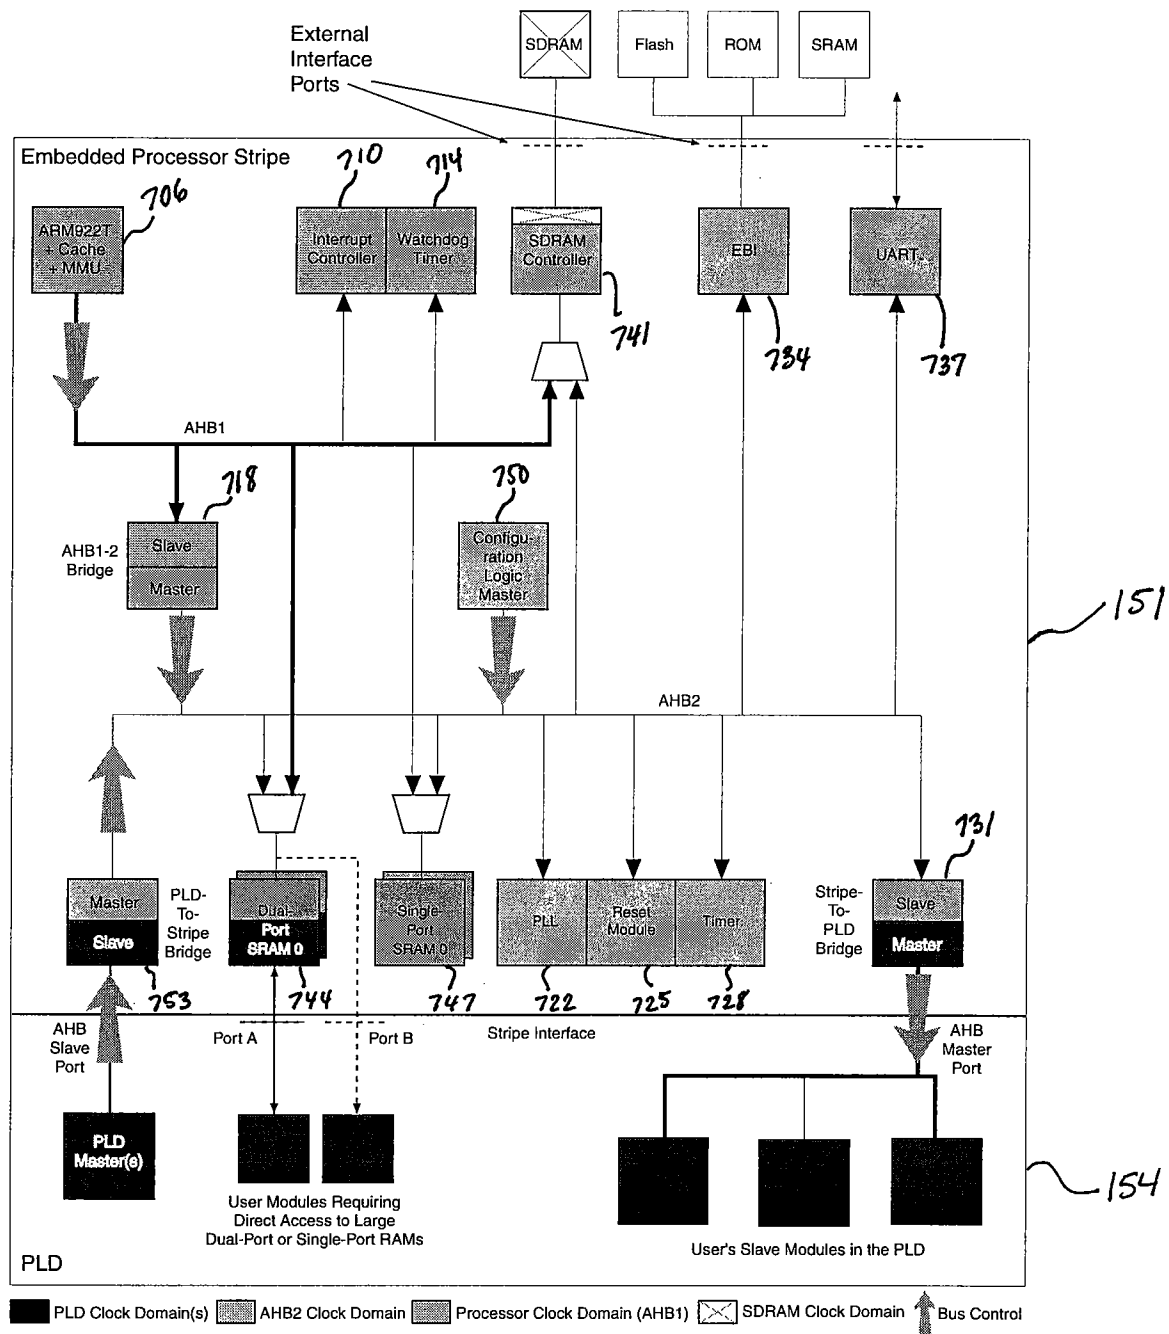 External
Interface
Ports
SDRAM
Flash
ROM
SRAM
Embedded Processor Stripe
710
714
706
ARM922T
+ Cache
+ MMU
Interrupt
Controller
Watchdog
Timer
SDRAM
Controller
EBI
UART
741
734
737
AHB1
718
750
AHB1-2
Bridge
Slave
Master
Configu-
ration
Logic
Master
151
AHB2
731
Master
Slave
PLD-
To-
Stripe
Bridge
Dual-
Port
SRAM 0
Single-
Port
SRAM 0
PLL
Reset
Module
Timer
Stripe-
To-
PLD
Bridge
Slave
Master
753
744
747
722
725
728
AHB
Slave
Port
Port A
Port B
Stripe Interface
AHB
Master
Port
PLD
Master(s)
154
User Modules Requiring
Direct Access to Large
Dual-Port or Single-Port RAMs
User's Slave Modules in the PLD
PLD
PLD Clock Domain(s)
AHB2 Clock Domain
Processor Clock Domain (AHB1)
SDRAM Clock Domain
Bus Control